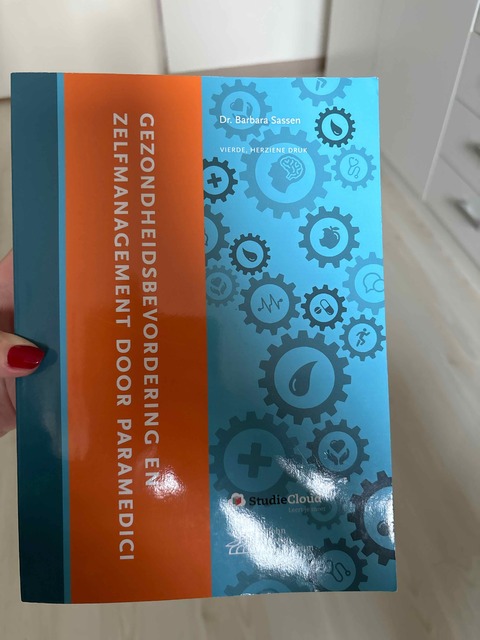 Dr. Barbara Sassen
VIERDE, HERZIENE DRUK
GEZONDHEIDSBEVORDERING EN
ZELFMANAGEMENT DOOR PARAMEDICI
StudieCloud